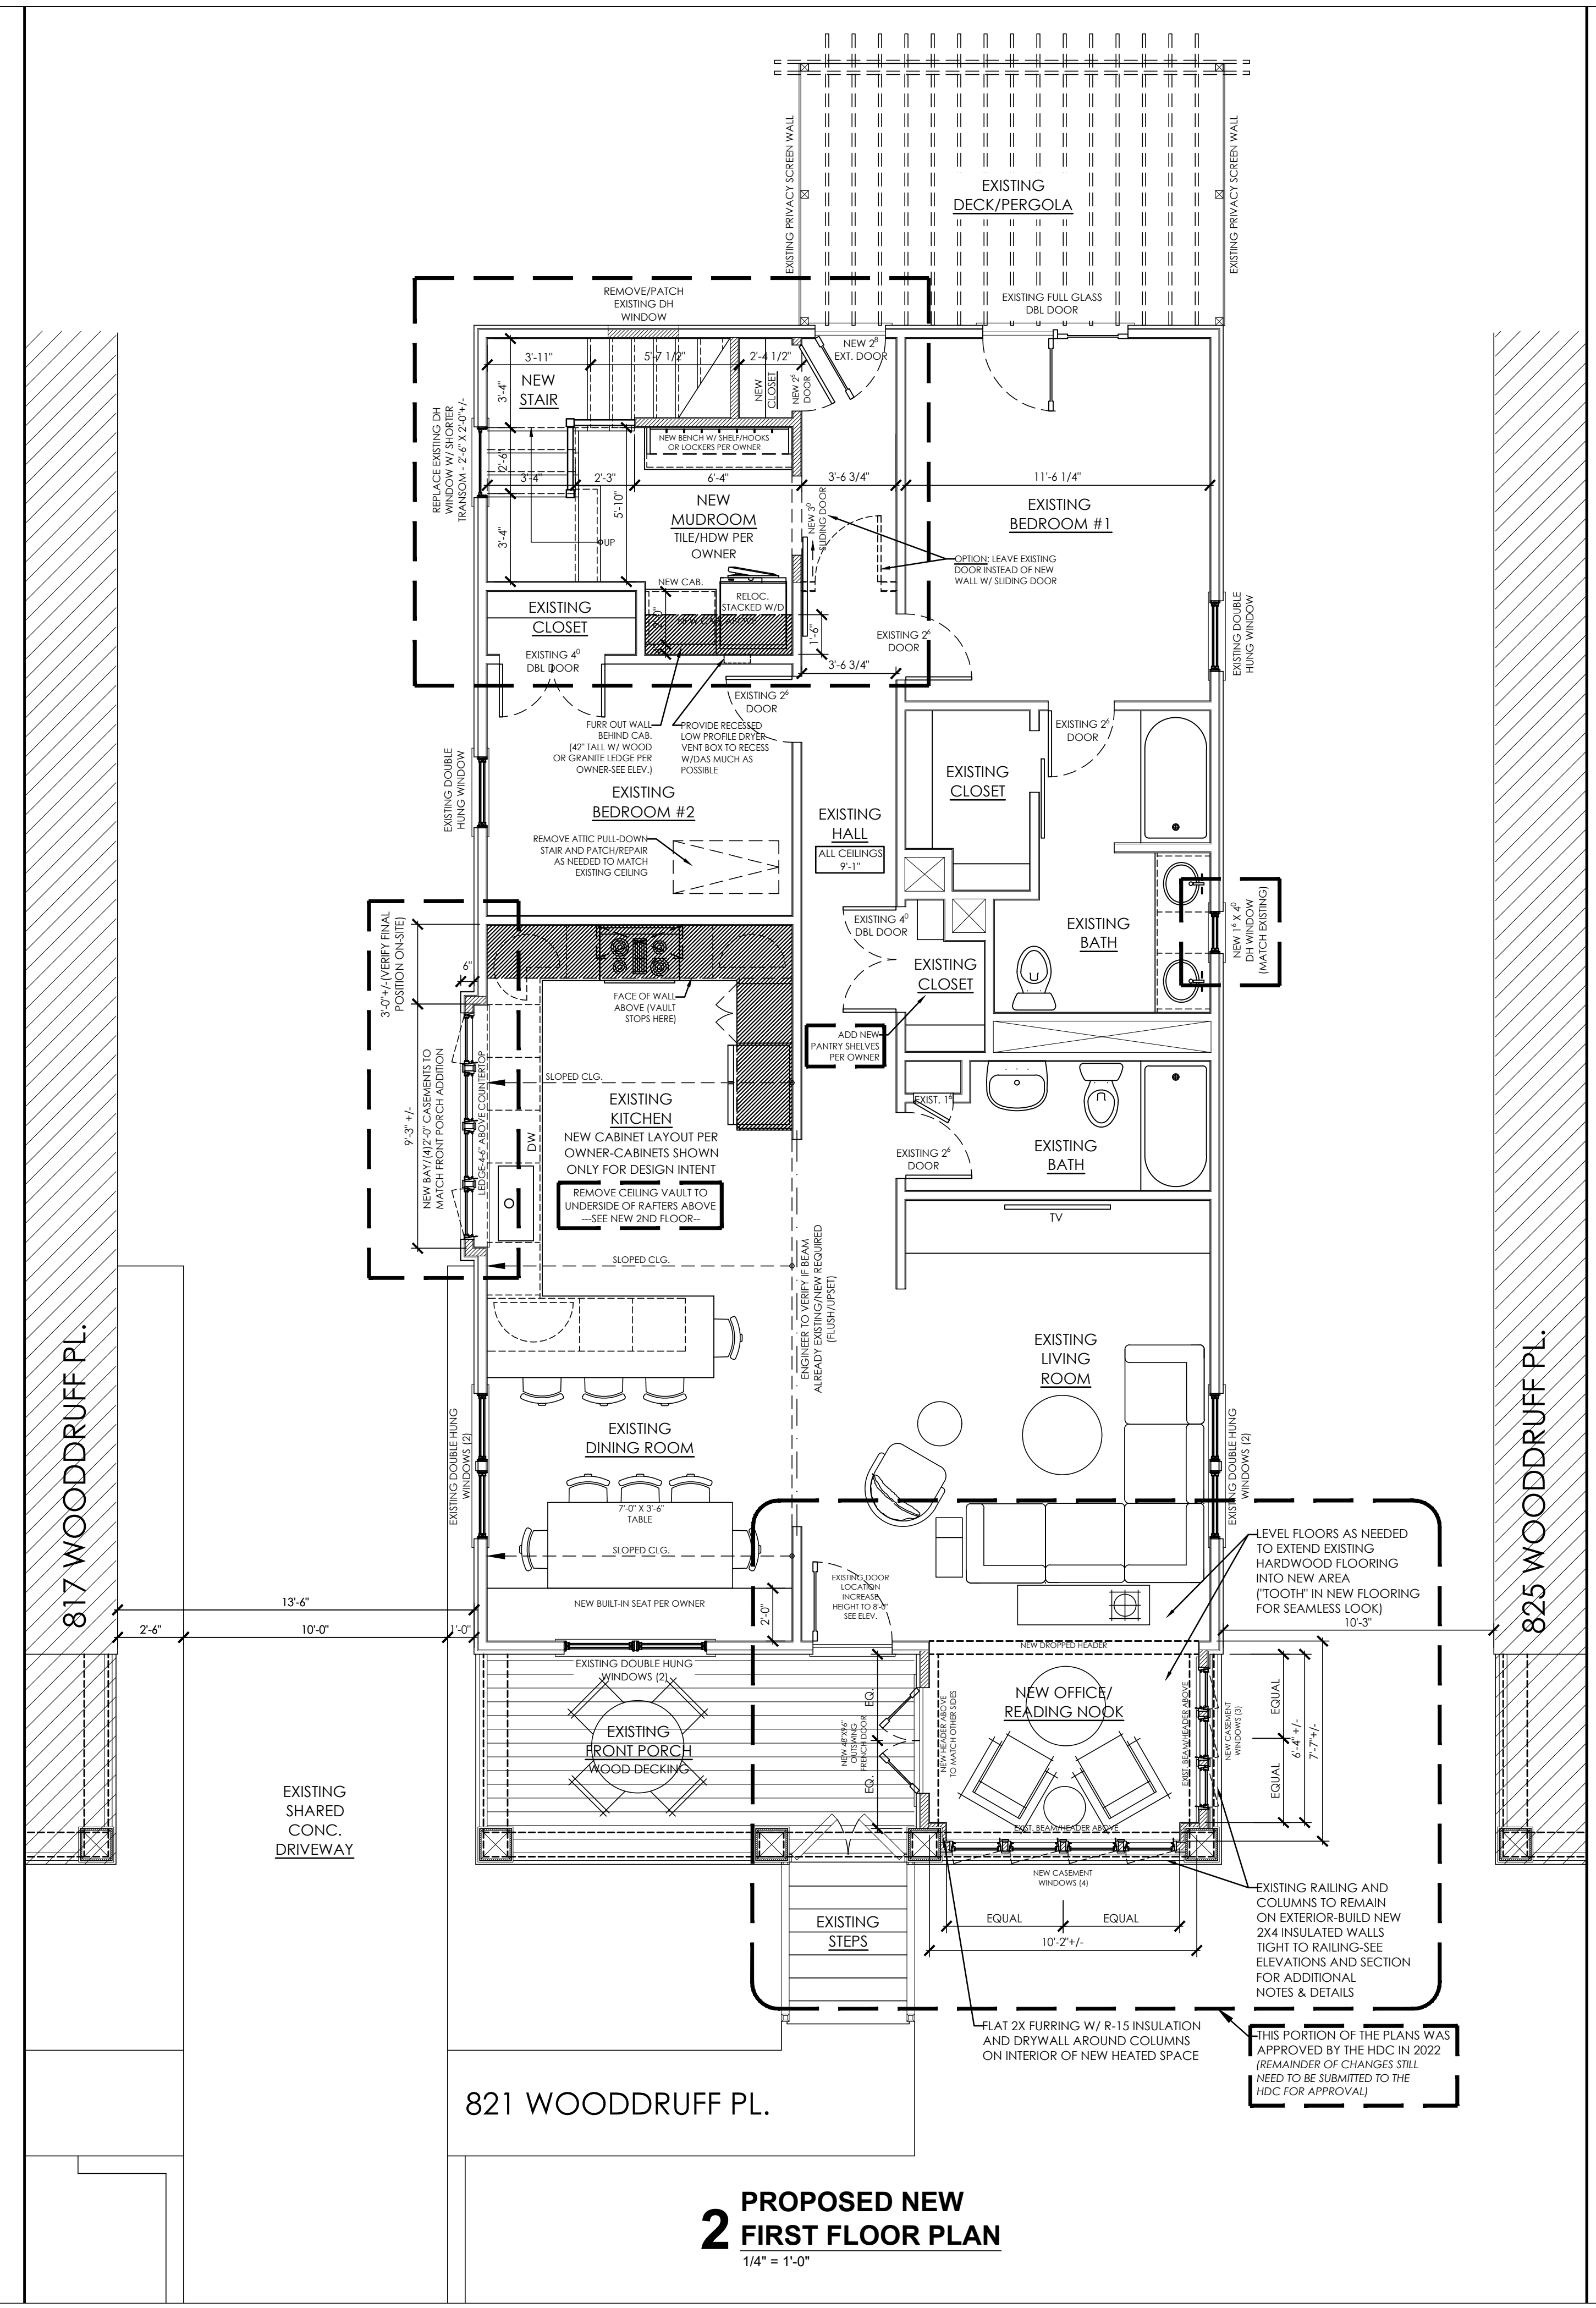 EXISTING PRIVACY SCREEN WALL
EXISTING PRIVACY SCREEN WALL
EXISTING
DECK/PERGOLA
REMOVE/PATCH
EXISTING DH
WINDOW
EXISTING FULL GLASS
DBL DOOR
NEW 2⁸
EXT. DOOR
3'-11"
5'-7 1/2"
2'-4 1/2"
NEW
STAIR
3'-4"
NEW
CLOSET
NEW 2⁶
DOOR
REPLACE EXISTING DH
WINDOW W/ SHORTER
TRANSOM - 2'-6" X 2'-0"+/-
NEW BENCH W/ SHELF/HOOKS
OR LOCKERS PER OWNER
2'-6"
3'-4"
2'-3"
6'-4"
3'-6 3/4"
11'-6 1/4"
5'-10"
3'-4"
UP
NEW
MUDROOM
TILE/HDW PER
OWNER
NEW 3⁰
SLIDING DOOR
EXISTING
BEDROOM #1
OPTION: LEAVE EXISTING
DOOR INSTEAD OF NEW
WALL W/ SLIDING DOOR
NEW CAB.
RELOC.
STACKED W/D
EXISTING
CLOSET
1'-6"
EXISTING 2⁶
DOOR
EXISTING DOUBLE
HUNG WINDOW
EXISTING 4⁰
DBL DOOR
3'-6 3/4"
EXISTING 2⁶
DOOR
FURR OUT WALL
BEHIND CAB.
(42" TALL W/ WOOD
OR GRANITE LEDGE PER
OWNER-SEE ELEV.)
PROVIDE RECESSED
LOW PROFILE DRYER
VENT BOX TO RECESS
W/DAS MUCH AS
POSSIBLE
EXISTING 2⁶
DOOR
EXISTING DOUBLE
HUNG WINDOW
EXISTING
BEDROOM #2
EXISTING
CLOSET
REMOVE ATTIC PULL-DOWN
STAIR AND PATCH/REPAIR
AS NEEDED TO MATCH
EXISTING CEILING
EXISTING
HALL
ALL CEILINGS
9'-1"
3'-0"+/-(VERIFY FINAL
POSITION ON-SITE)
6"
EXISTING 4⁰
DBL DOOR
EXISTING
BATH
NEW 1⁶ X 4⁰
DH WINDOW
(MATCH EXISTING)
EXISTING
CLOSET
FACE OF WALL
ABOVE (VAULT
STOPS HERE)
ADD NEW
PANTRY SHELVES
PER OWNER
9'-3" +/-
NEW BAY/(4)2'-0" CASEMENTS TO
MATCH FRONT PORCH ADDITION
LEDGE-4-6" ABOVE COUNTERTOP
DW
SLOPED CLG.
EXISTING
KITCHEN
NEW CABINET LAYOUT PER
OWNER-CABINETS SHOWN
ONLY FOR DESIGN INTENT
REMOVE CEILING VAULT TO
UNDERSIDE OF RAFTERS ABOVE
---SEE NEW 2ND FLOOR--
EXIST. 1⁶
EXISTING 2⁶
DOOR
EXISTING
BATH
TV
SLOPED CLG.
ENGINEER TO VERIFY IF BEAM
ALREADY EXISTING/NEW REQUIRED
(FLUSH/UPSET)
817 WOODDRUFF PL.
825 WOODDRUFF PL.
EXISTING
LIVING
ROOM
EXISTING
DINING ROOM
EXISTING DOUBLE HUNG
WINDOWS (2)
EXISTING DOUBLE HUNG
WINDOWS (2)
7'-0" X 3'-6"
TABLE
SLOPED CLG.
LEVEL FLOORS AS NEEDED
TO EXTEND EXISTING
HARDWOOD FLOORING
INTO NEW AREA
("TOOTH" IN NEW FLOORING
FOR SEAMLESS LOOK)
EXISTING DOOR
LOCATION
INCREASE
HEIGHT TO 8'-0"
SEE ELEV.
NEW BUILT-IN SEAT PER OWNER
2'-0"
13'-6"
2'-6"
10'-0"
1'-0"
10'-3"
NEW DROPPED HEADER
EXISTING DOUBLE HUNG
WINDOWS (2)
EXISTING
FRONT PORCH
WOOD DECKING
EQ.
EQ.
NEW 48"X96"
OUTSWING
FRENCH DOOR
NEW HEADER ABOVE
TO MATCH OTHER SIDES
NEW OFFICE/
READING NOOK
EXIST. BEAM/HEADER ABOVE
NEW CASEMENT
WINDOWS (3)
EQUAL
EQUAL
6'-4" +/-
7'-7"+/-
EXIST. BEAM/HEADER ABOVE
EXISTING
SHARED
CONC.
DRIVEWAY
NEW CASEMENT
WINDOWS (4)
EXISTING
STEPS
EQUAL
EQUAL
10'-2"+/-
EXISTING RAILING AND
COLUMNS TO REMAIN
ON EXTERIOR-BUILD NEW
2X4 INSULATED WALLS
TIGHT TO RAILING-SEE
ELEVATIONS AND SECTION
FOR ADDITIONAL
NOTES & DETAILS
FLAT 2X FURRING W/ R-15 INSULATION
AND DRYWALL AROUND COLUMNS
ON INTERIOR OF NEW HEATED SPACE
THIS PORTION OF THE PLANS WAS
APPROVED BY THE HDC IN 2022
(REMAINDER OF CHANGES STILL
NEED TO BE SUBMITTED TO THE
HDC FOR APPROVAL)
821 WOODDRUFF PL.
2
PROPOSED NEW
FIRST FLOOR PLAN
1/4" = 1'-0"